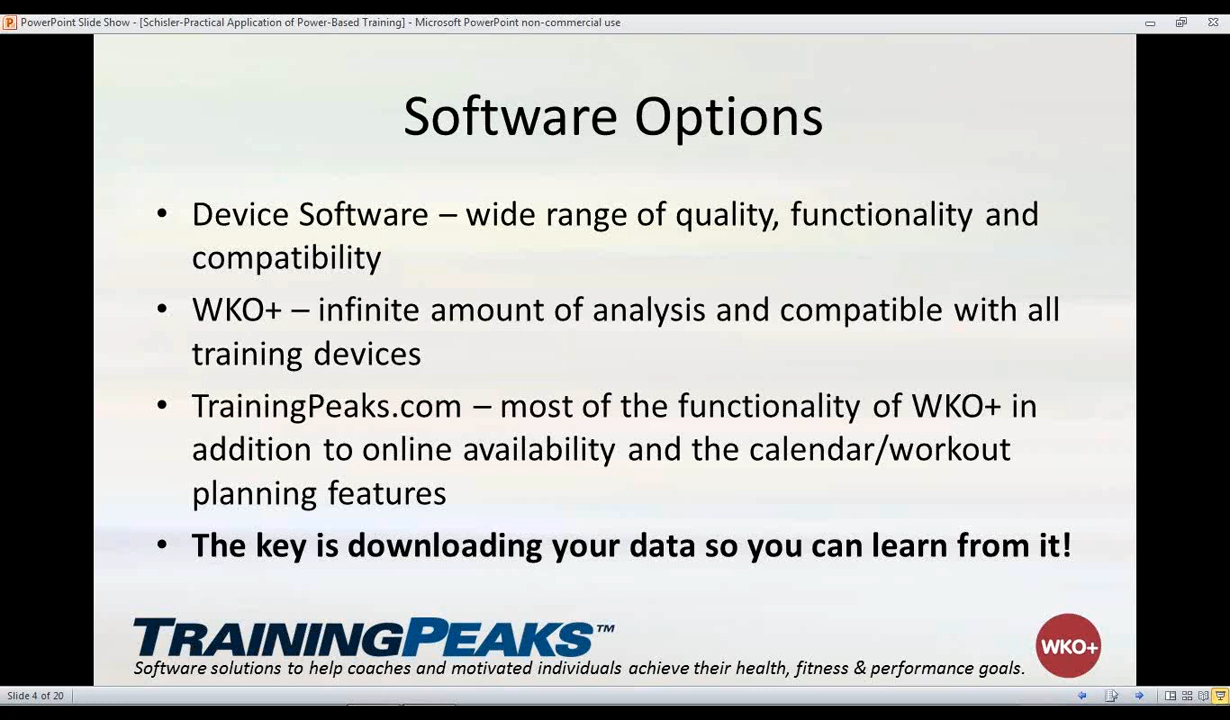 PowerPoint Slide Show - [Schisler-Practical Application of Power-Based Training] - Microsoft PowerPoint non-commercial use
Software Options
• Device Software – wide range of quality, functionality and
compatibility
• WKO+ – infinite amount of analysis and compatible with all
training devices
• TrainingPeaks.com – most of the functionality of WKO+ in
addition to online availability and the calendar/workout
planning features
• The key is downloading your data so you can learn from it!
TRAININGPEAKS™
WKO+
Software solutions to help coaches and motivated individuals achieve their health, fitness & performance goals.
Slide 4 of 20